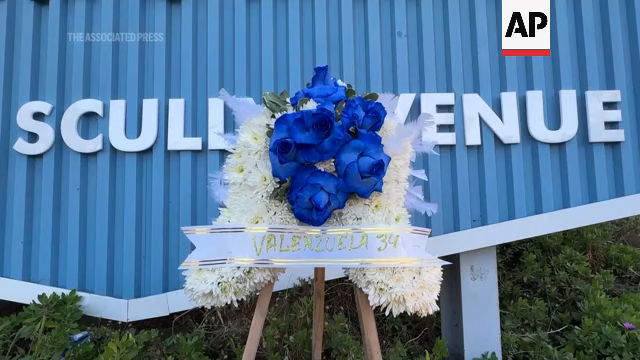 THE ASSOCIATED PRESS
AP
SCULL VENUE
VALENZUELA 34